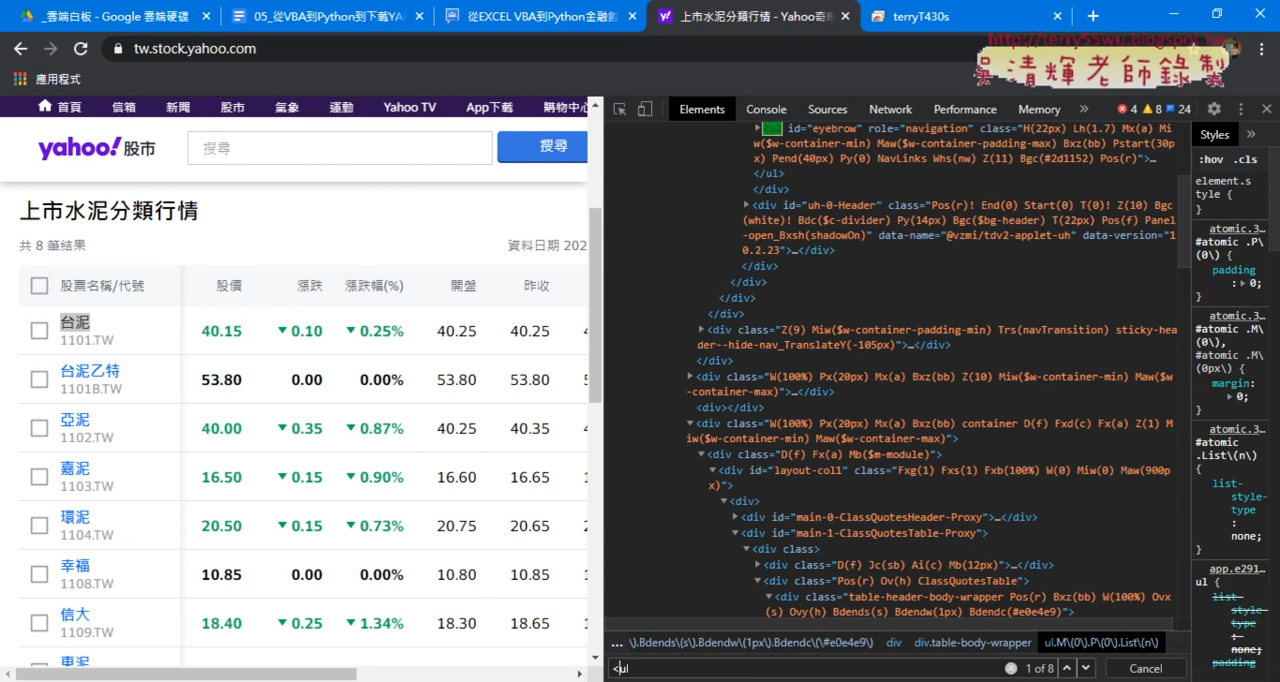 _雲端白板 - Google 雲端硬碟
05_從VBA到Python到下載YA
從EXCEL VBA到Python金融數
上市水泥分類行情 - Yahoo奇摩
terryT430s
tw.stock.yahoo.com
http://terry55wu.blogspot.tw
吳清輝老師錄製
應用程式
首頁 信箱 新聞 股市 氣象 運動 Yahoo TV App下載 購物中心
yahoo!股市
搜尋
搜尋
上市水泥分類行情
共 8 筆結果
資料日期 202
股票名稱/代號 股價 漲跌 漲跌幅(%) 開盤 昨收
台泥
1101.TW
40.15 ▼ 0.10 ▼ 0.25% 40.25 40.25
台泥乙特
1101B.TW
53.80 0.00 0.00% 53.80 53.80
亞泥
1102.TW
40.00 ▼ 0.35 ▼ 0.87% 40.25 40.35
嘉泥
1103.TW
16.50 ▼ 0.15 ▼ 0.90% 16.60 16.65
環泥
1104.TW
20.50 ▼ 0.15 ▼ 0.73% 20.75 20.65
幸福
1108.TW
10.85 0.00 0.00% 10.80 10.85
信大
1109.TW
18.40 ▼ 0.25 ▼ 1.34% 18.30 18.65
東泥
Elements Console Sources Network Performance Memory » 4 8 24
id="eyebrow" role="navigation" class="H(22px) Lh(1.7) Mx(a) Mi
w($w-container-min) Maw($w-container-padding-max) Bxz(bb) Pstart(30p
x) Pend(40px) Py(0) NavLinks Whs(nw) Z(11) Bgc(#2d1152) Pos(r)">…
</ul>
</div>
<div id="uh-0-Header" class="Pos(r)! End(0) Start(0) T(0)! Z(10) Bgc
(white)! Bdc($c-divider) Py(14px) Bgc($bg-header) T(22px) Pos(f) Panel
-open_Bxsh(shadowOn)" data-name="@vzmi/tdv2-applet-uh" data-version="1
0.2.23">…</div>
</div>
</div>
</div>
</div>
<div class="Z(9) Miw($w-container-padding-min) Trs(navTransition) sticky-hea
der--hide-nav_TranslateY(-105px)">…</div>
</div>
<div class="W(100%) Px(20px) Mx(a) Bxz(bb) Z(10) Miw($w-container-min) Maw($w
-container-max)">…</div>
<div></div>
<div class="W(100%) Px(20px) Mx(a) Bxz(bb) container D(f) Fxd(c) Fx(a) Z(1) M
iw($w-container-min) Maw($w-container-max)">
<div class="D(f) Fx(a) Mb($m-module)">
<div id="layout-col1" class="Fxg(1) Fxs(1) Fxb(100%) W(0) Miw(0) Maw(900p
x)">
<div>
<div id="main-0-ClassQuotesHeader-Proxy">…</div>
<div id="main-1-ClassQuotesTable-Proxy">
<div class>
<div class="D(f) Jc(sb) Ai(c) Mb(12px)">…</div>
<div class="Pos(r) Ov(h) ClassQuotesTable">
<div class="table-header-body-wrapper Pos(r) Bxz(bb) W(100%) Ovx
(s) Ovy(h) Bdends(s) Bdendw(1px) Bdendc(#e0e4e9)">
… \).Bdends\(s\).Bdendw\(1px\).Bdendc\(\#e0e4e9\) div div.table-body-wrapper ul.M\(0\).P\(0\).List\(n\)
<ul
1 of 8
Cancel
Styles »
:hov .cls
element.s
tyle {
}
atomic.3…
#atomic .P\
(0\) {
padding
: 0;
}
atomic.3…
#atomic .M\
(0\),
#atomic .M\
(0px\) {
margin:
0;
}
atomic.3…
#atomic
.List\(n\)
{
list-
style-
type
:
none;
}
app.e291…
ul {
list-
style-
type
:
none;
padding